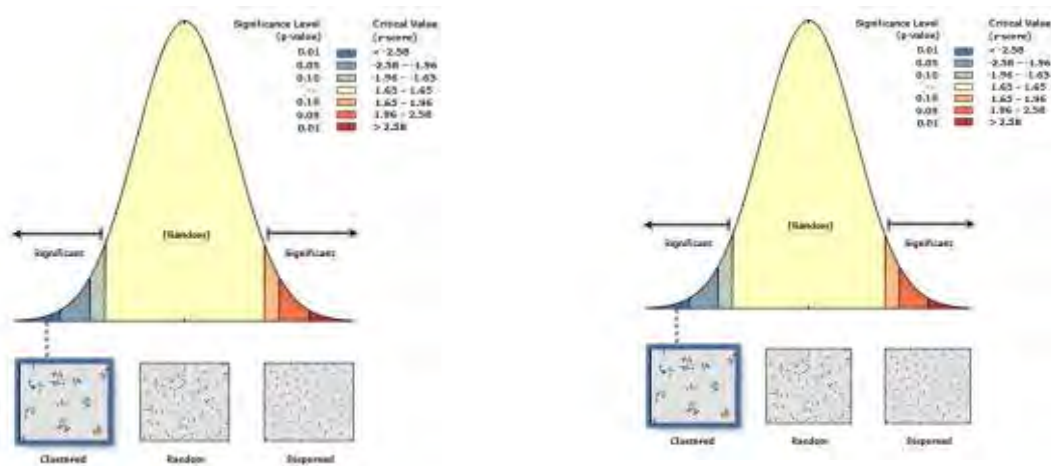 Significance Level
(p-value)
Critical Value
(z-score)
0.01 < -2.58
0.05 -2.58 - -1.96
0.10 -1.96 - -1.65
-- 1.65 - 1.65
0.10 1.65 - 1.96
0.05 1.96 - 2.58
0.01 > 2.58
(Random)
Significant
Significant
Clustered
Random
Dispersed
Significance Level
(p-value)
Critical Value
(z-score)
0.01 < -2.58
0.05 -2.58 - -1.96
0.10 -1.96 - -1.65
-- 1.65 - 1.65
0.10 1.65 - 1.96
0.05 1.96 - 2.58
0.01 > 2.58
(Random)
Significant
Significant
Clustered
Random
Dispersed